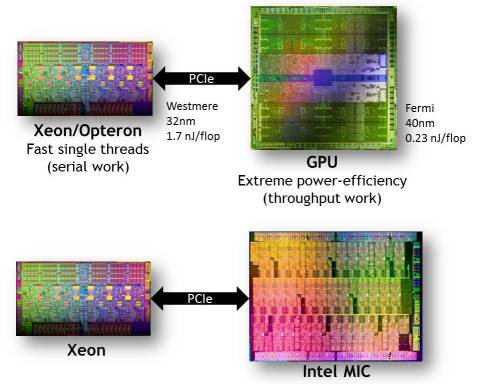 PCIe
Westmere
32nm
1.7 nJ/flop
Fermi
40nm
0.23 nJ/flop
Xeon/Opteron
Fast single threads
(serial work)
GPU
Extreme power-efficiency
(throughput work)
PCIe
Xeon
Intel MIC